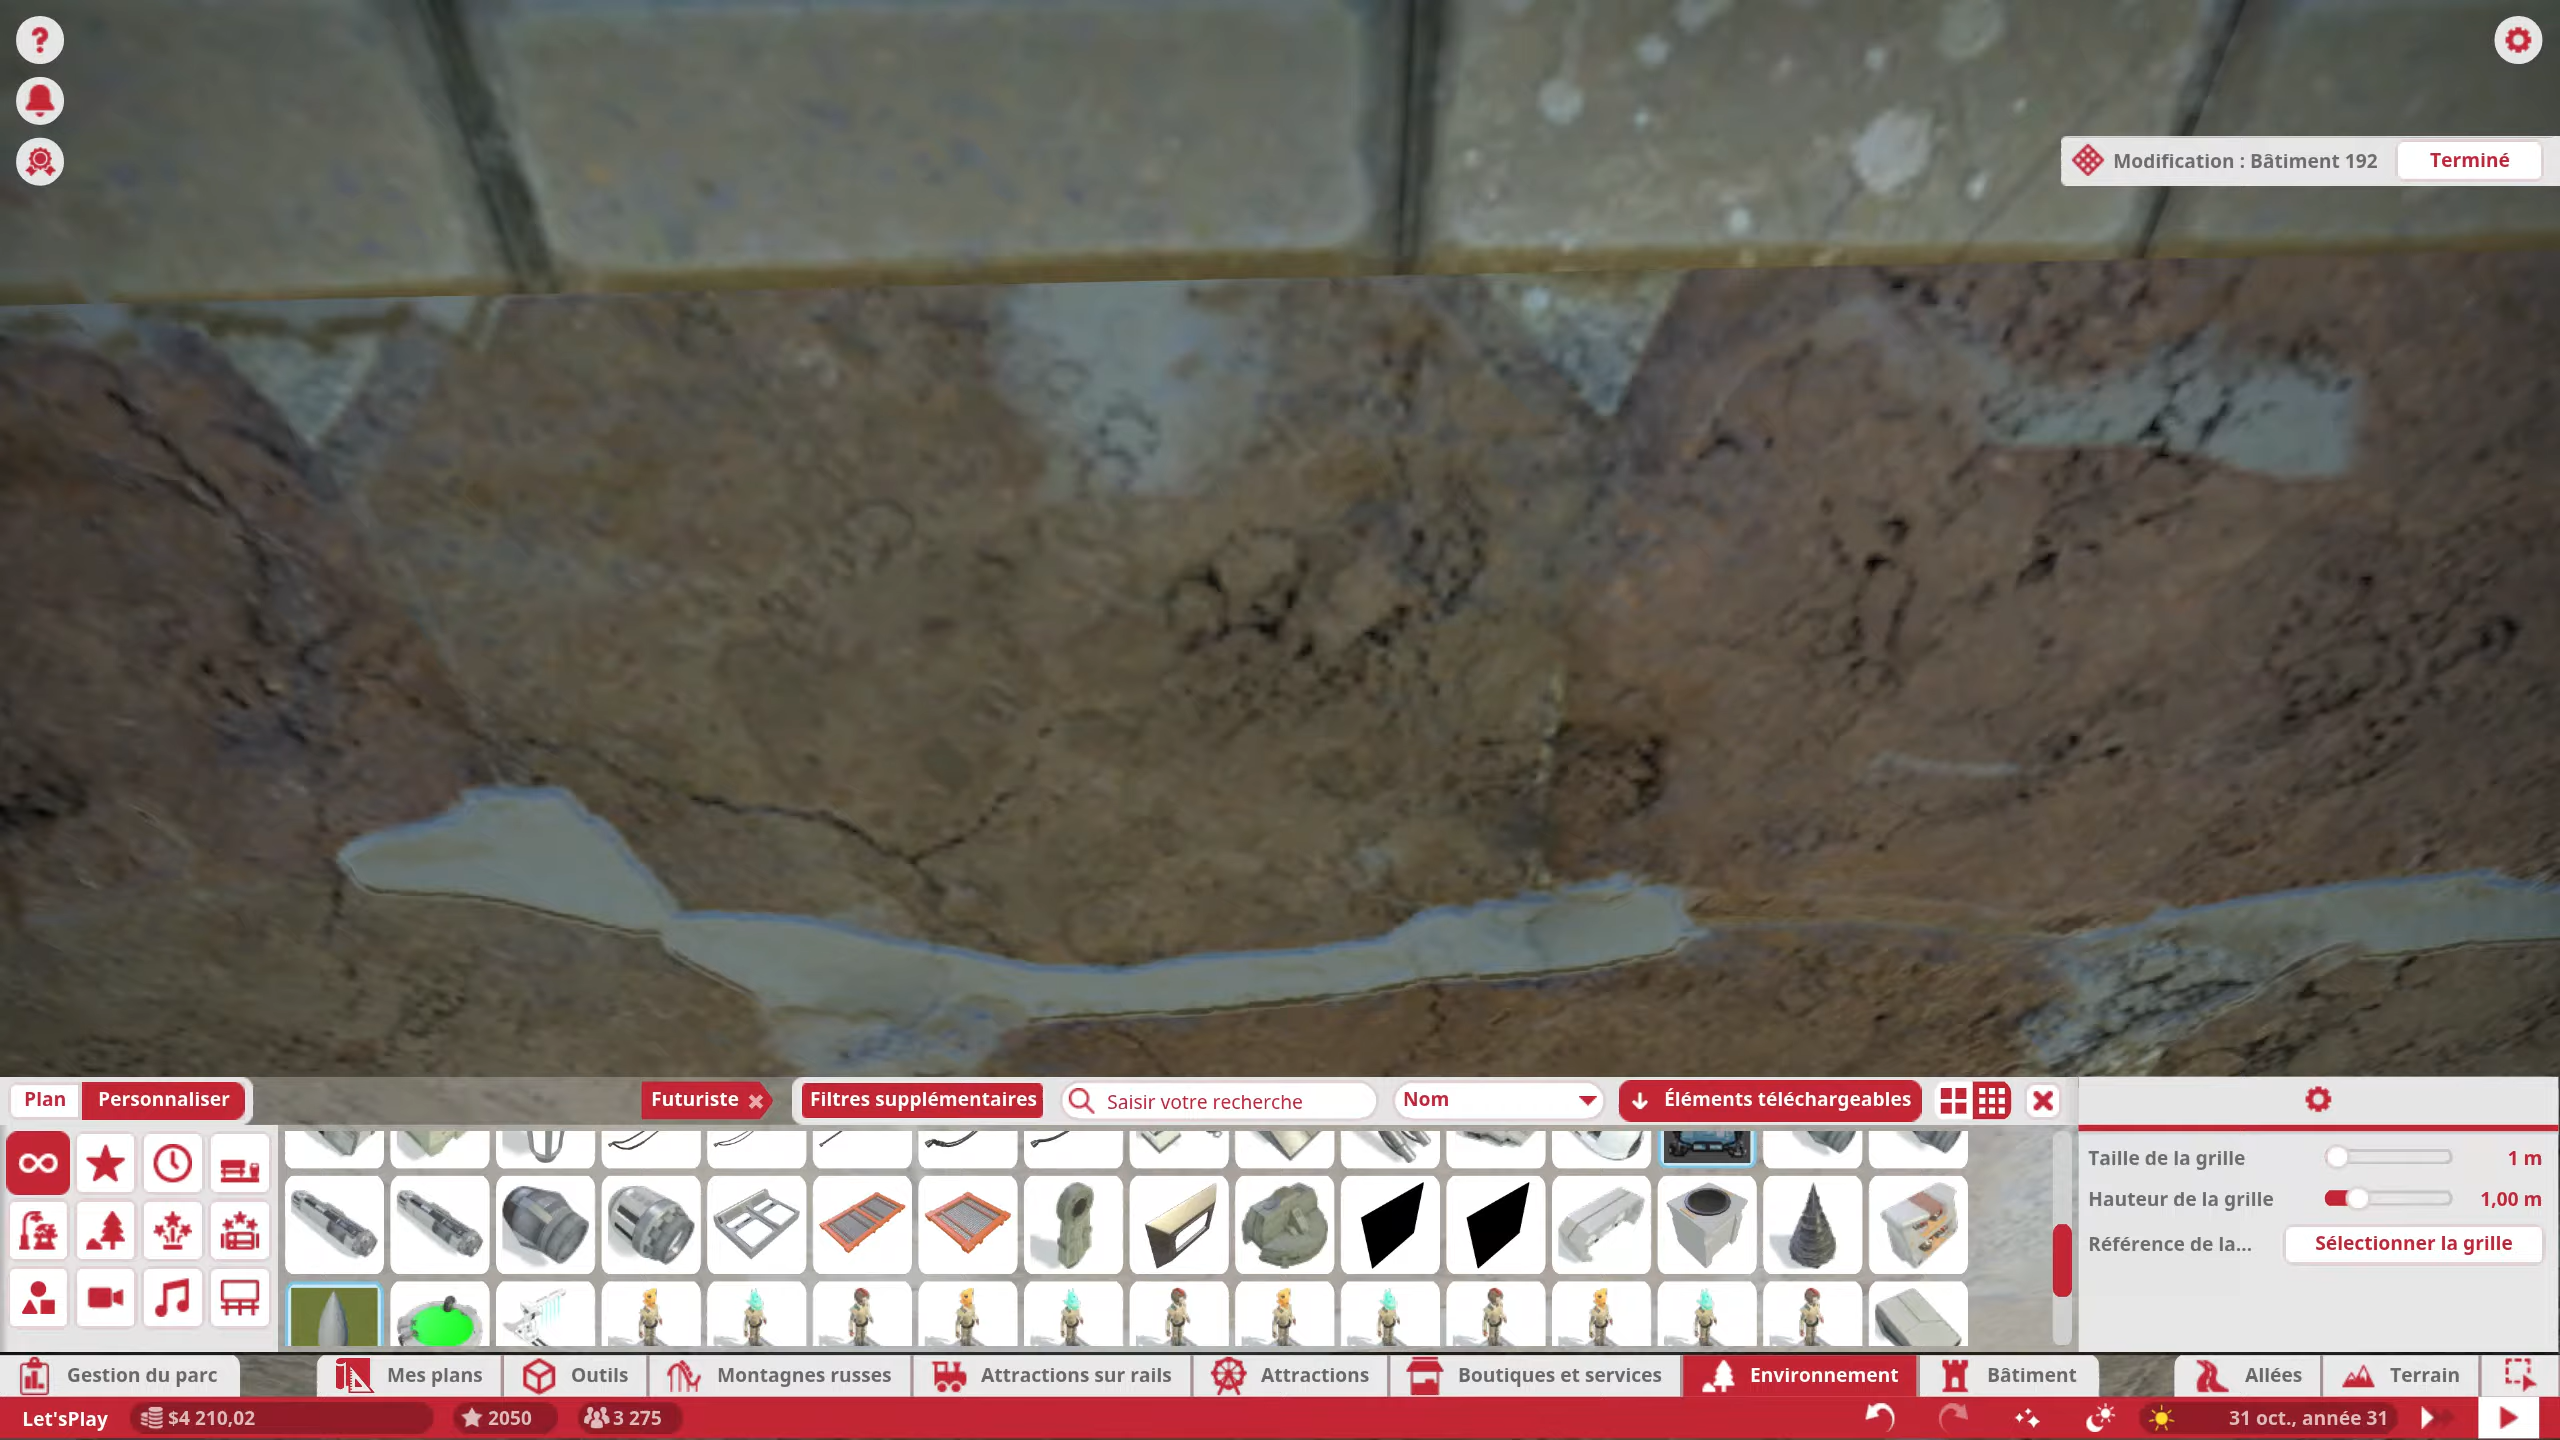 Modification : Bâtiment 192
Terminé
Plan
Personnaliser
Futuriste
Filtres supplémentaires
Saisir votre recherche
Nom
Éléments téléchargeables
Taille de la grille
1 m
Hauteur de la grille
1,00 m
Référence de la...
Sélectionner la grille
Gestion du parc
Mes plans
Outils
Montagnes russes
Attractions sur rails
Attractions
Boutiques et services
Environnement
Bâtiment
Allées
Terrain
Let'sPlay
$4 210,02
2050
3 275
31 oct., année 31